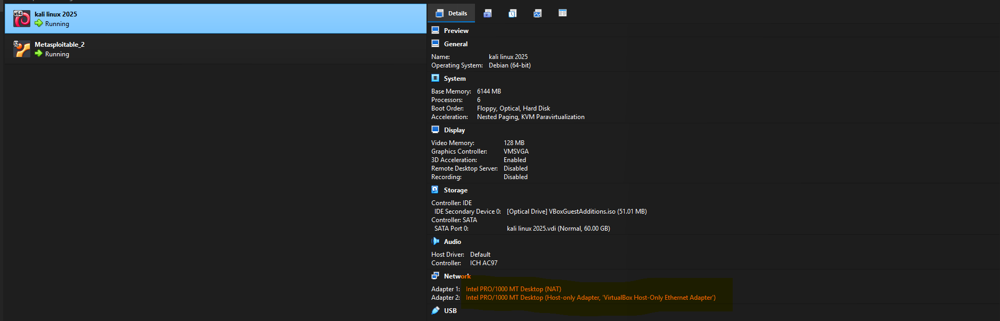 x64
kali linux 2025
Running
32
Metasploitable_2
Running
Details
Preview
General
Name: kali linux 2025
Operating System: Debian (64-bit)
System
Base Memory: 6144 MB
Processors: 6
Boot Order: Floppy, Optical, Hard Disk
Acceleration: Nested Paging, KVM Paravirtualization
Display
Video Memory: 128 MB
Graphics Controller: VMSVGA
3D Acceleration: Enabled
Remote Desktop Server: Disabled
Recording: Disabled
Storage
Controller: IDE
IDE Secondary Device 0: [Optical Drive] VBoxGuestAdditions.iso (51.01 MB)
Controller: SATA
SATA Port 0: kali linux 2025.vdi (Normal, 60.00 GB)
Audio
Host Driver: Default
Controller: ICH AC97
Network
Adapter 1: Intel PRO/1000 MT Desktop (NAT)
Adapter 2: Intel PRO/1000 MT Desktop (Host-only Adapter, 'VirtualBox Host-Only Ethernet Adapter')
USB